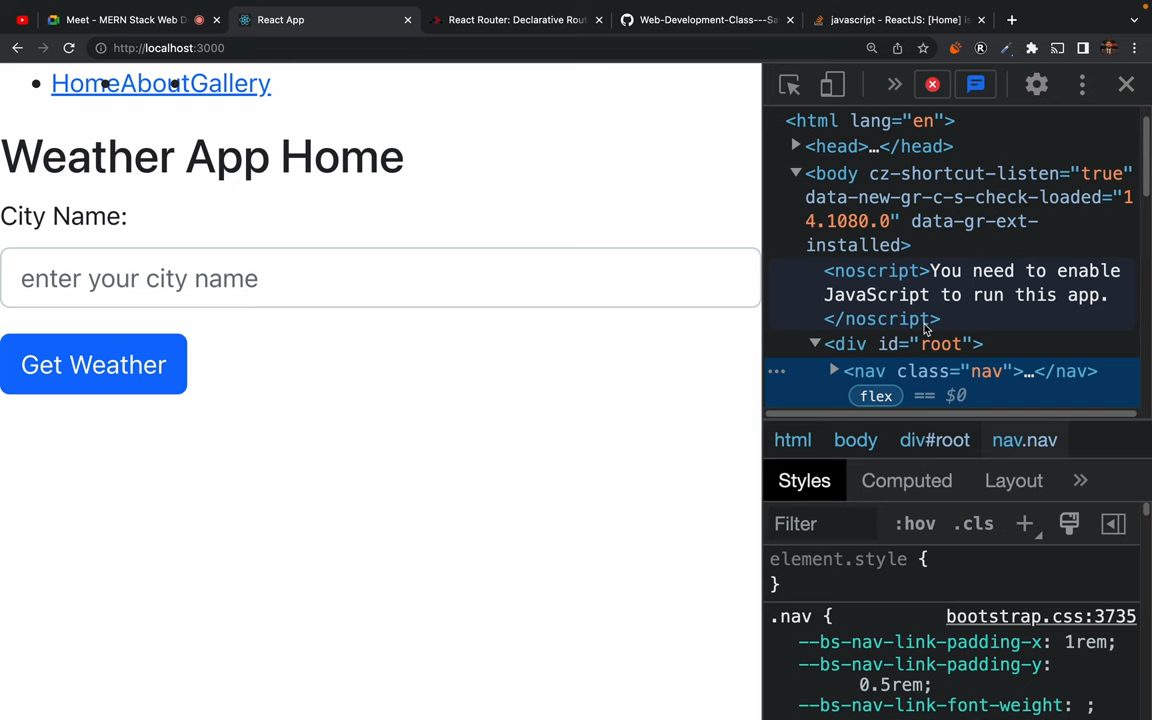 Meet - MERN Stack Web D
React App
React Router: Declarative Rou
Web-Development-Class---Sa
javascript - ReactJS: [Home] is
http://localhost:3000
HomeAboutGallery
Weather App Home
City Name:
enter your city name
Get Weather
<html lang="en">
<head>…</head>
<body cz-shortcut-listen="true"
data-new-gr-c-s-check-loaded="1
4.1080.0" data-gr-ext-
installed>
<noscript>You need to enable
JavaScript to run this app.
</noscript>
<div id="root">
<nav class="nav">…</nav>
flex == $0
html body div#root nav.nav
Styles Computed Layout
Filter :hov .cls
element.style {
}
.nav { bootstrap.css:3735
--bs-nav-link-padding-x: 1rem;
--bs-nav-link-padding-y:
0.5rem;
--bs-nav-link-font-weight: ;